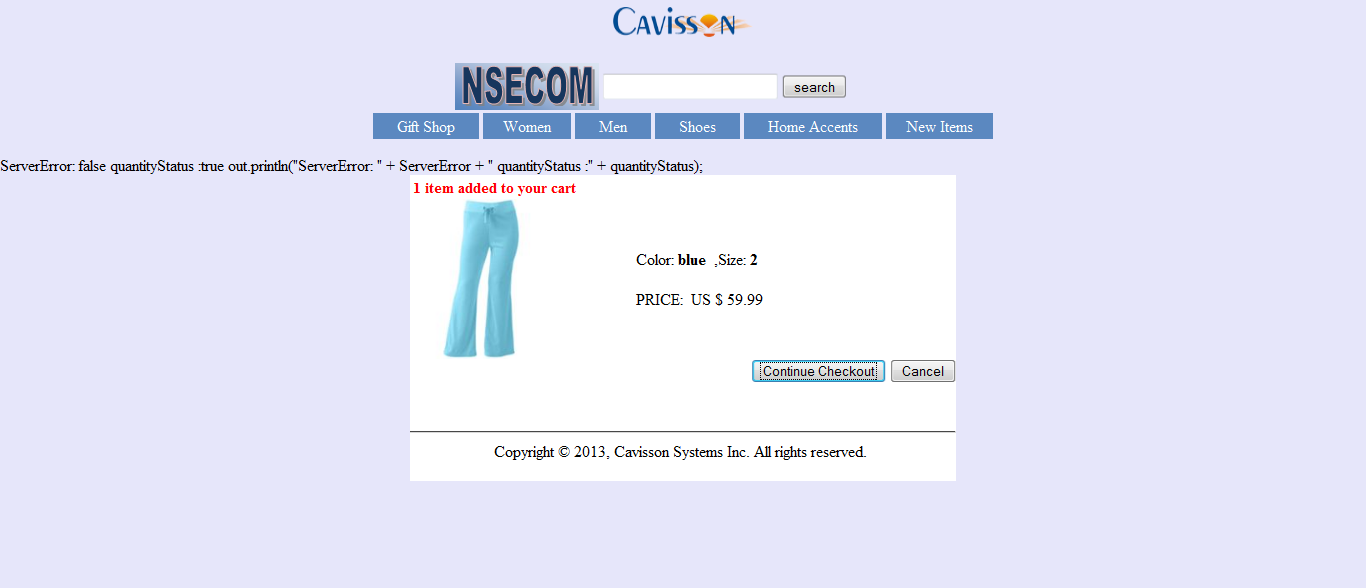 CAVISSON
NSECOM search
Gift Shop Women Men Shoes Home Accents New Items
ServerError: false quantityStatus :true out.println("ServerError: " + ServerError + " quantityStatus :" + quantityStatus);
1 item added to your cart
Color: blue ,Size: 2
PRICE: US $ 59.99
Continue Checkout Cancel
Copyright © 2013, Cavisson Systems Inc. All rights reserved.